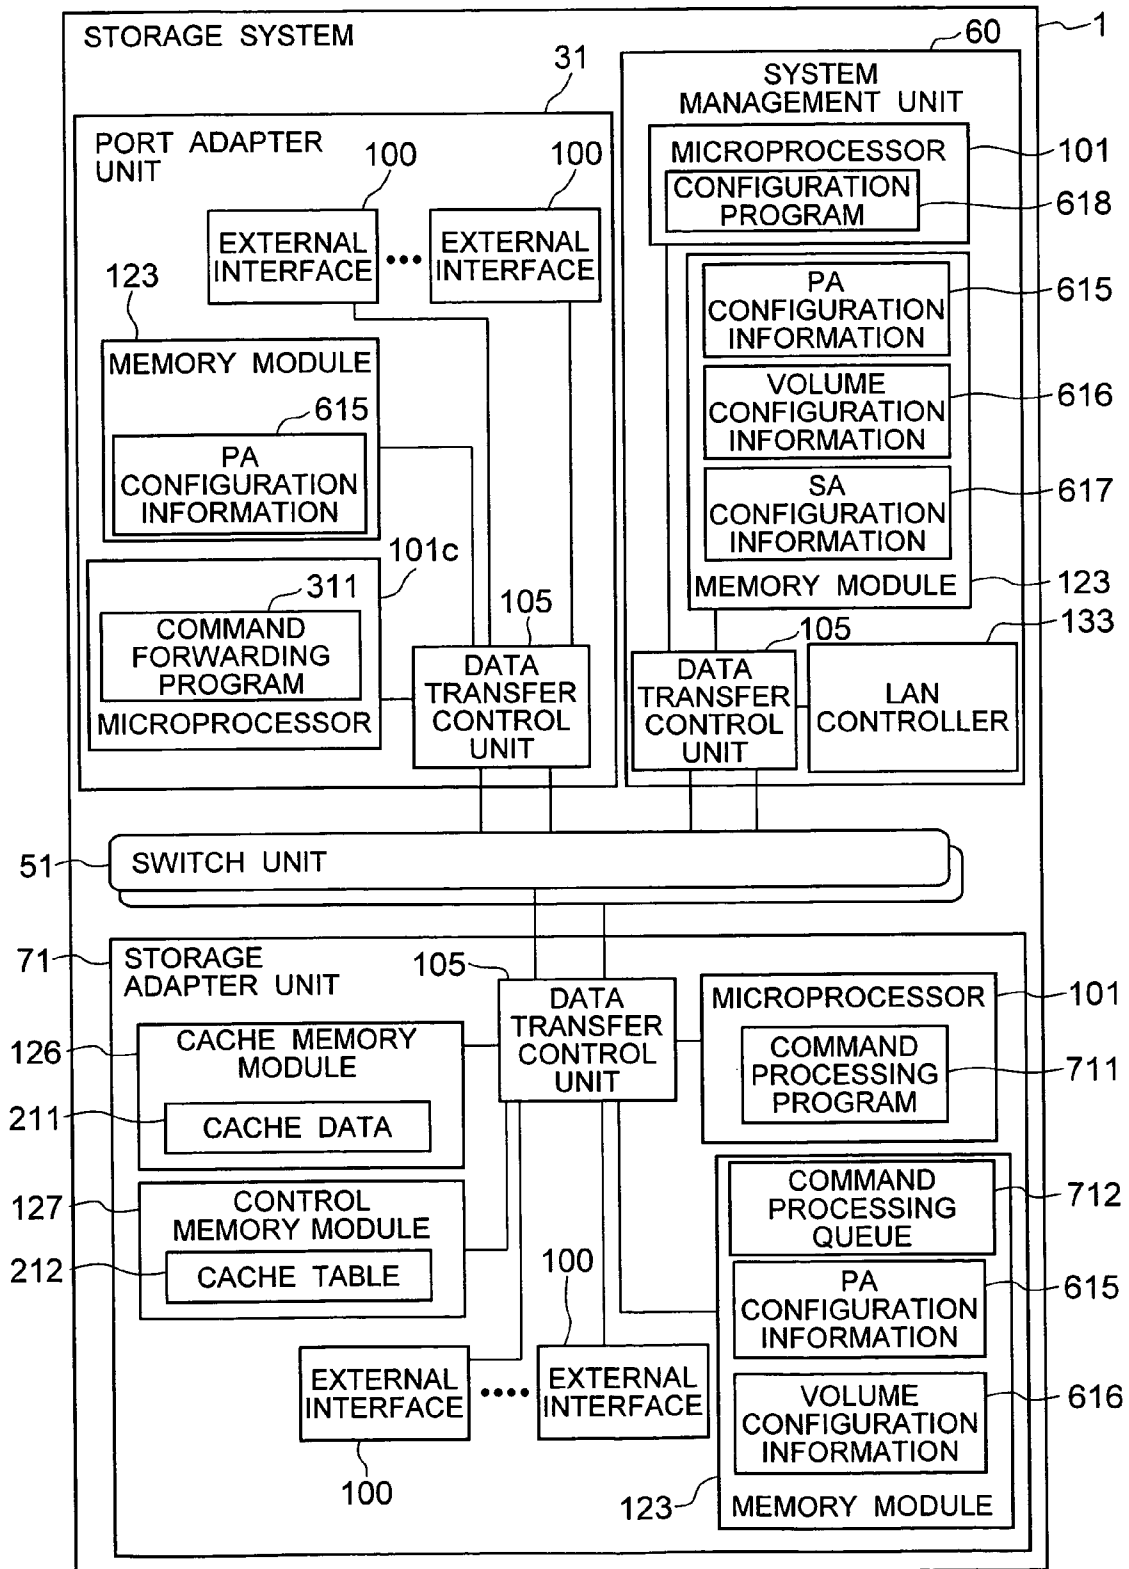 STORAGE SYSTEM
1
31
PORT ADAPTER
UNIT
100
100
EXTERNAL
INTERFACE
EXTERNAL
INTERFACE
123
MEMORY MODULE
615
PA
CONFIGURATION
INFORMATION
101c
311
COMMAND
FORWARDING
PROGRAM
MICROPROCESSOR
105
DATA
TRANSFER
CONTROL
UNIT
60
SYSTEM
MANAGEMENT UNIT
MICROPROCESSOR
101
CONFIGURATION
PROGRAM
618
PA
CONFIGURATION
INFORMATION
615
VOLUME
CONFIGURATION
INFORMATION
616
SA
CONFIGURATION
INFORMATION
617
MEMORY MODULE
123
105
133
DATA
TRANSFER
CONTROL
UNIT
LAN
CONTROLLER
51
SWITCH UNIT
71
STORAGE
ADAPTER UNIT
105
DATA
TRANSFER
CONTROL
UNIT
126
CACHE MEMORY
MODULE
211
CACHE DATA
127
CONTROL
MEMORY MODULE
212
CACHE TABLE
EXTERNAL
INTERFACE
100
100
EXTERNAL
INTERFACE
MICROPROCESSOR
101
COMMAND
PROCESSING
PROGRAM
711
COMMAND
PROCESSING
QUEUE
712
PA
CONFIGURATION
INFORMATION
615
VOLUME
CONFIGURATION
INFORMATION
616
123
MEMORY MODULE